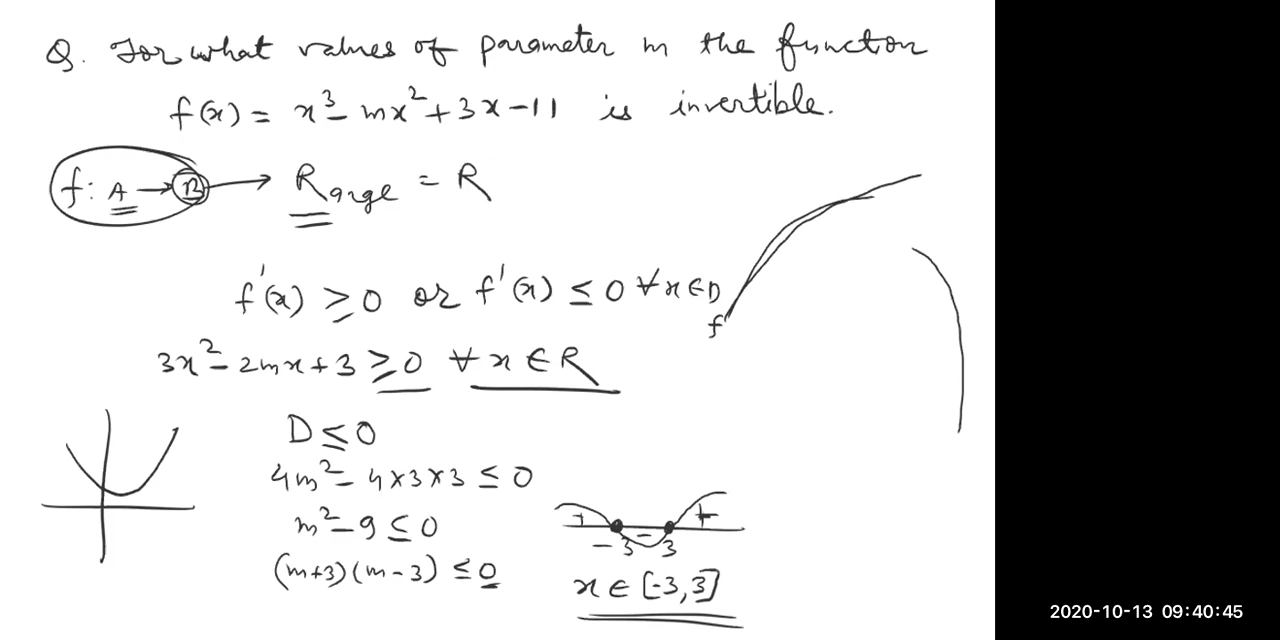 Q. For what values of parameter m the function
f(x) = x³ - mx² + 3x - 11 is invertible.
f: A → B → Range = R
f'(x) ≥ 0 or f'(x) ≤ 0 ∀ x ∈ D
f'
3x² - 2mx + 3 ≥ 0 ∀ x ∈ R
D ≤ 0
4m² - 4×3×3 ≤ 0
m² - 9 ≤ 0
+ - +
-3 3
(m+3)(m-3) ≤ 0
x ∈ [-3, 3]
2020-10-13 09:40:45